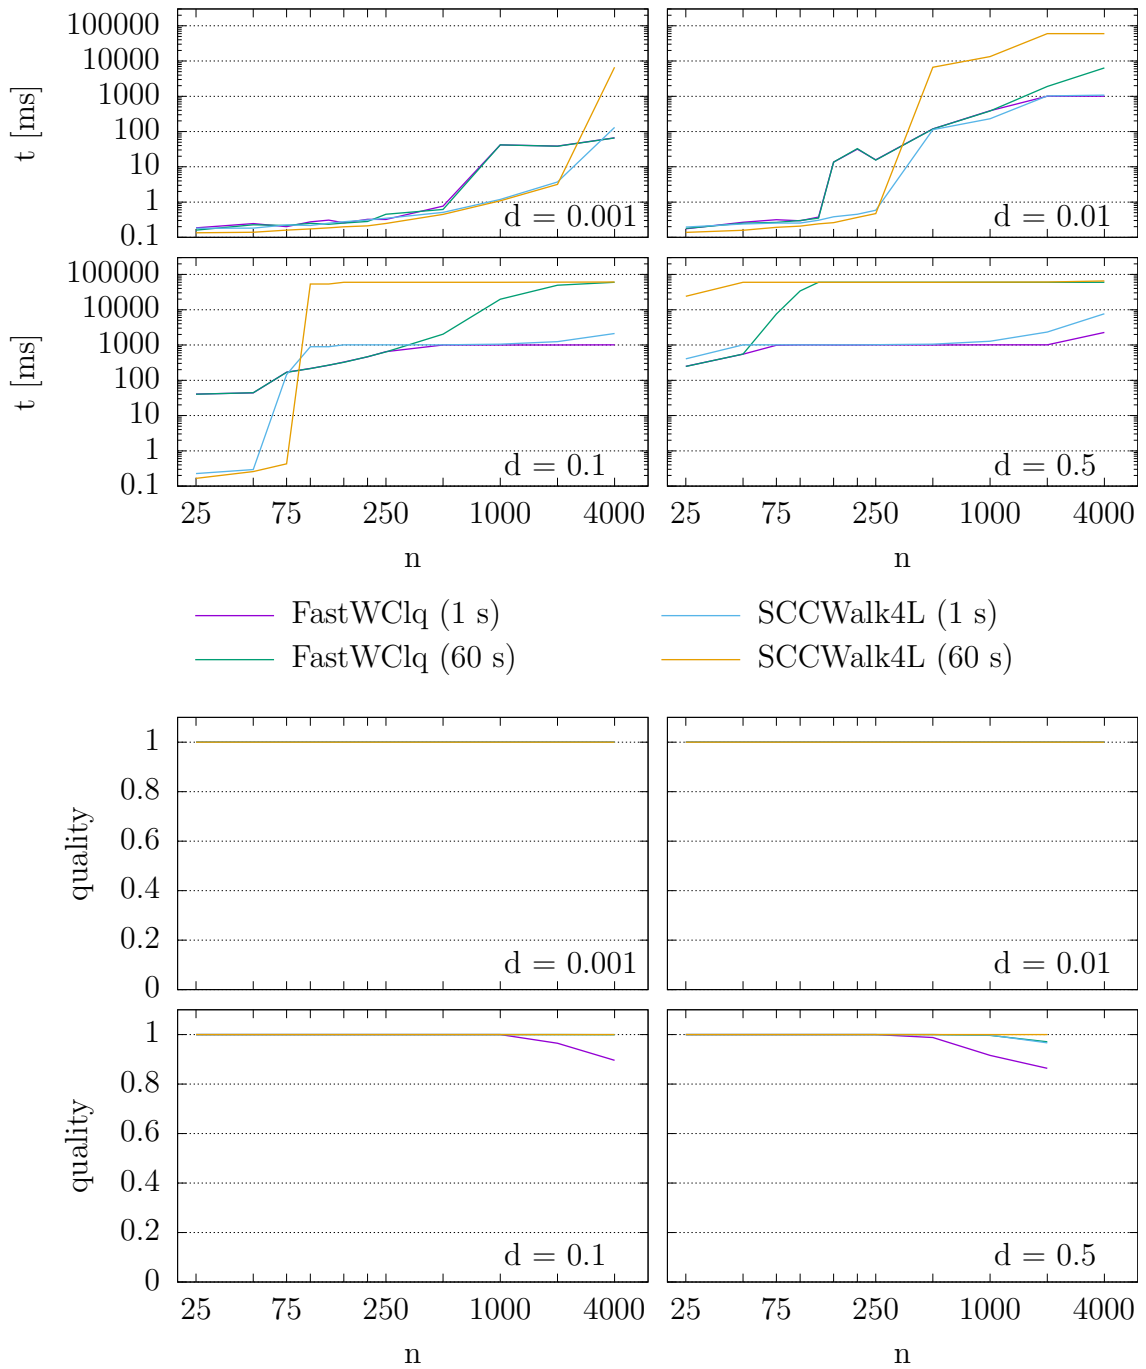 100000
10000
1000
100
10
1
0.1
t [ms]
d = 0.001
d = 0.01
100000
10000
1000
100
10
1
0.1
t [ms]
d = 0.1
d = 0.5
25 75 250 1000 4000
25 75 250 1000 4000
n
n
FastWClq (1 s)
SCCWalk4L (1 s)
FastWClq (60 s)
SCCWalk4L (60 s)
1
0.8
0.6
0.4
0.2
0
quality
d = 0.001
d = 0.01
1
0.8
0.6
0.4
0.2
0
quality
d = 0.1
d = 0.5
25 75 250 1000 4000
25 75 250 1000 4000
n
n